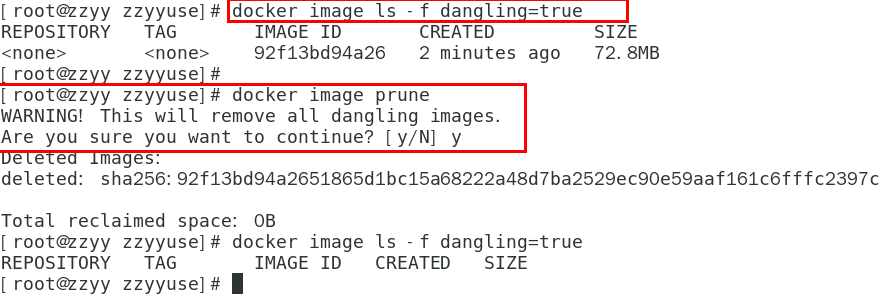 [root@zzyy zzyyuse]# docker image ls -f dangling=true
REPOSITORY   TAG       IMAGE ID       CREATED         SIZE
<none>       <none>    92f13bd94a26   2 minutes ago   72.8MB
[root@zzyy zzyyuse]#
[root@zzyy zzyyuse]# docker image prune
WARNING! This will remove all dangling images.
Are you sure you want to continue? [y/N] y
Deleted Images:
deleted: sha256:92f13bd94a2651865d1bc15a68222a48d7ba2529ec90e59aaf161c6fffc2397c

Total reclaimed space: 0B
[root@zzyy zzyyuse]# docker image ls -f dangling=true
REPOSITORY   TAG       IMAGE ID   CREATED   SIZE
[root@zzyy zzyyuse]#